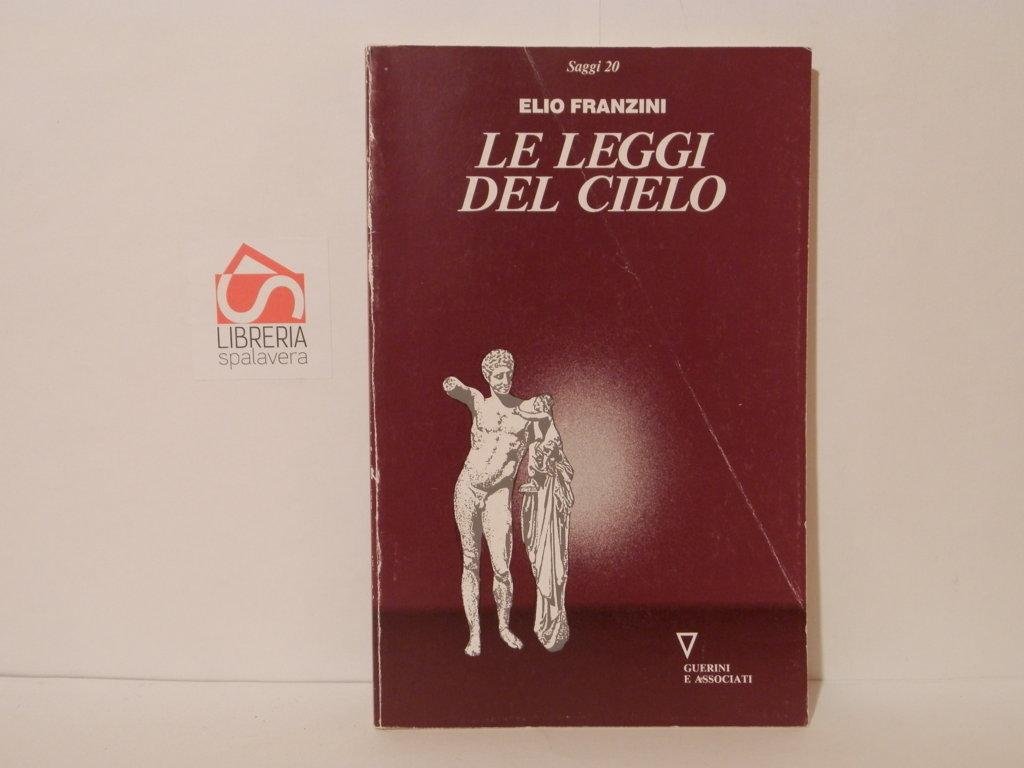 Saggi 20
ELIO FRANZINI
LE LEGGI
DEL CIELO
LIBRERIA
spalavera
GUERINI
E ASSOCIATI